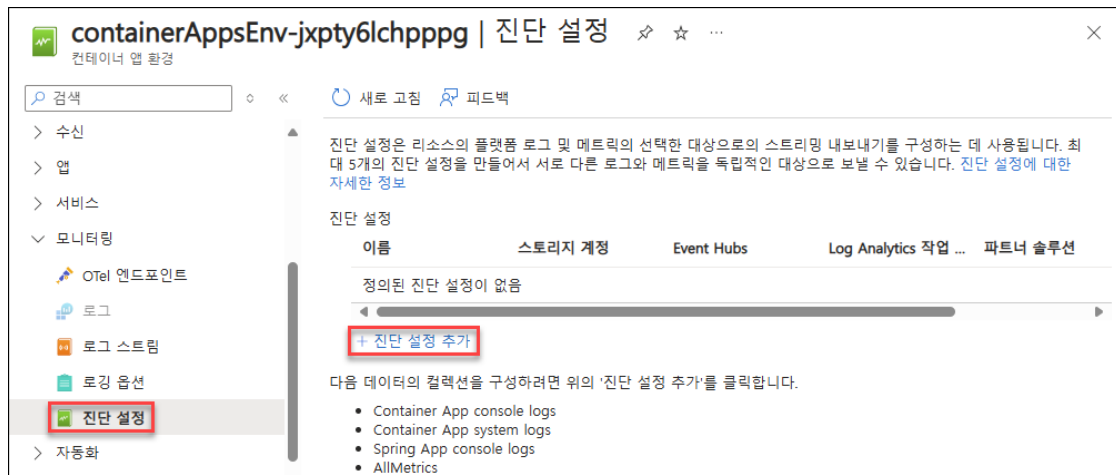 containerAppsEnv-jxpty6lchpppg | 진단 설정
컨테이너 앱 환경
검색
수신
앱
서비스
모니터링
OTel 엔드포인트
로그
로그 스트림
로깅 옵션
진단 설정
자동화
새로 고침 피드백
진단 설정은 리소스의 플랫폼 로그 및 메트릭의 선택한 대상으로의 스트리밍 내보내기를 구성하는 데 사용됩니다. 최
대 5개의 진단 설정을 만들어서 서로 다른 로그와 메트릭을 독립적인 대상으로 보낼 수 있습니다. 진단 설정에 대한
자세한 정보
진단 설정
이름 스토리지 계정 Event Hubs Log Analytics 작업 ... 파트너 솔루션
정의된 진단 설정이 없음
+ 진단 설정 추가
다음 데이터의 컬렉션을 구성하려면 위의 '진단 설정 추가'를 클릭합니다.
• Container App console logs
• Container App system logs
• Spring App console logs
• AllMetrics